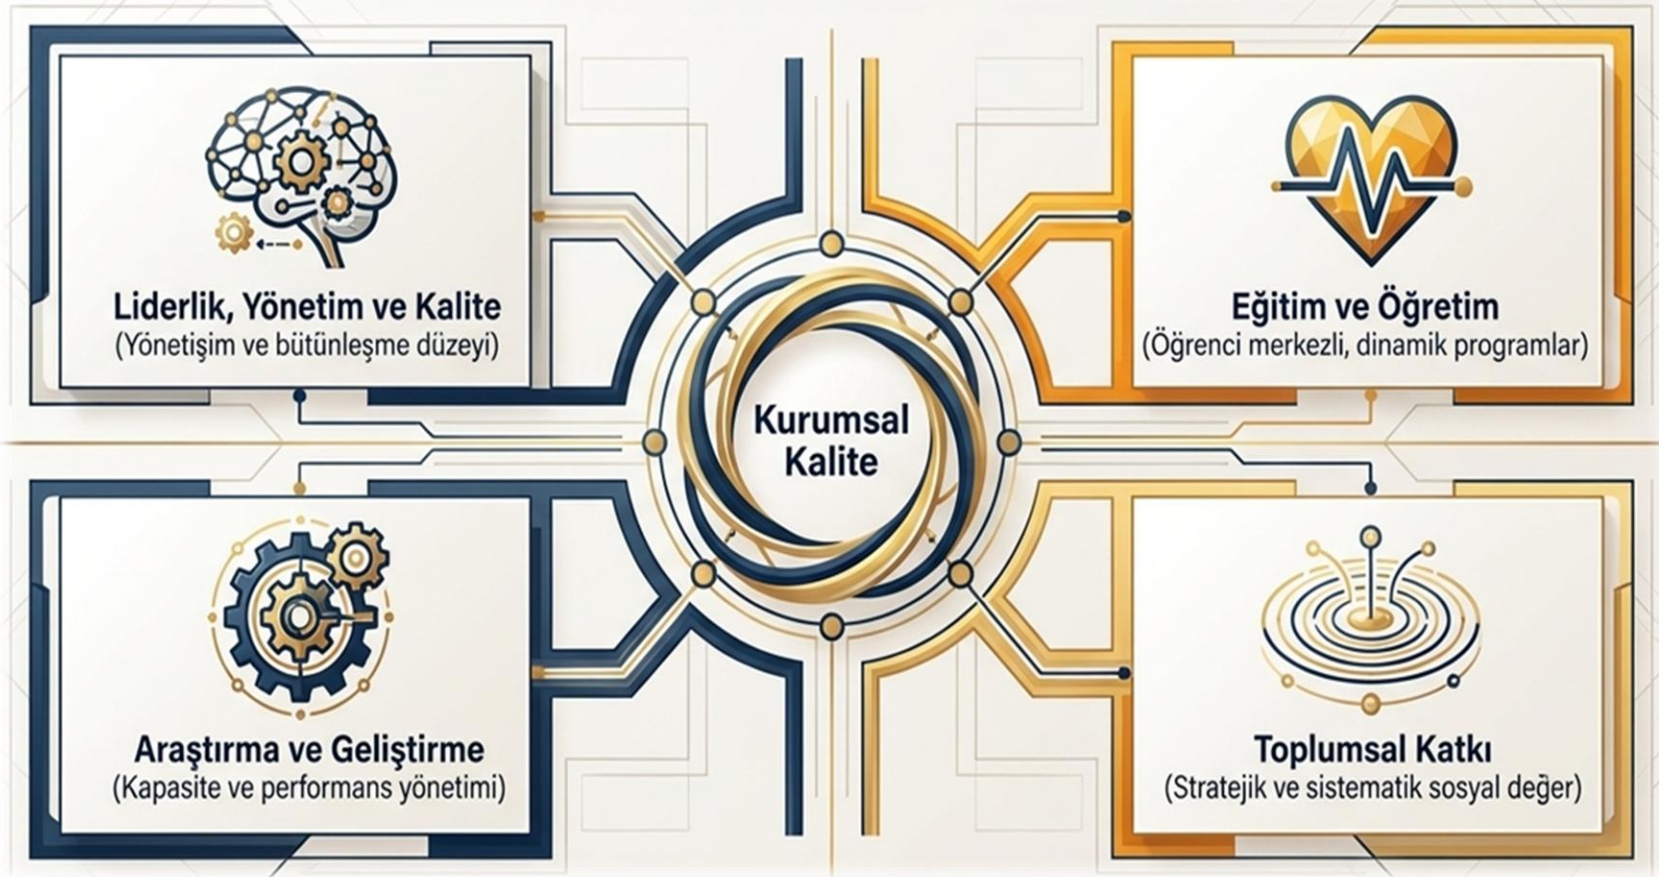 Liderlik, Yönetim ve Kalite
(Yönetişim ve bütünleşme düzeyi)
Eğitim ve Öğretim
(Öğrenci merkezli, dinamik programlar)
Kurumsal
Kalite
Araştırma ve Geliştirme
(Kapasite ve performans yönetimi)
Toplumsal Katkı
(Stratejik ve sistematik sosyal değer)